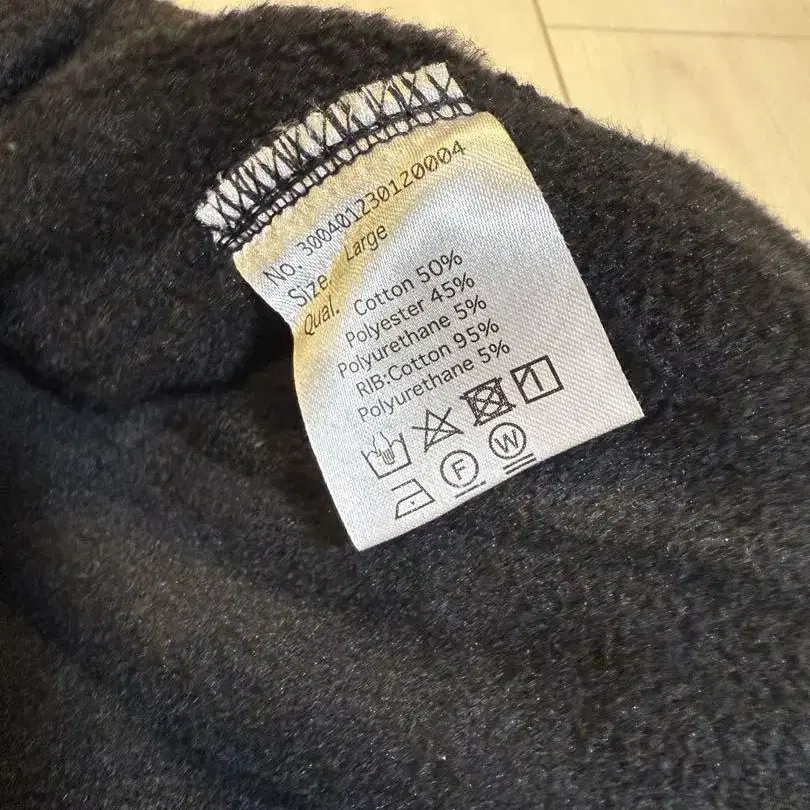 No. 300401230120004
Size. Large
Qual. Cotton 50%
Polyester 45%
Polyurethane 5%
RIB:Cotton 95%
Polyurethane 5%
F W